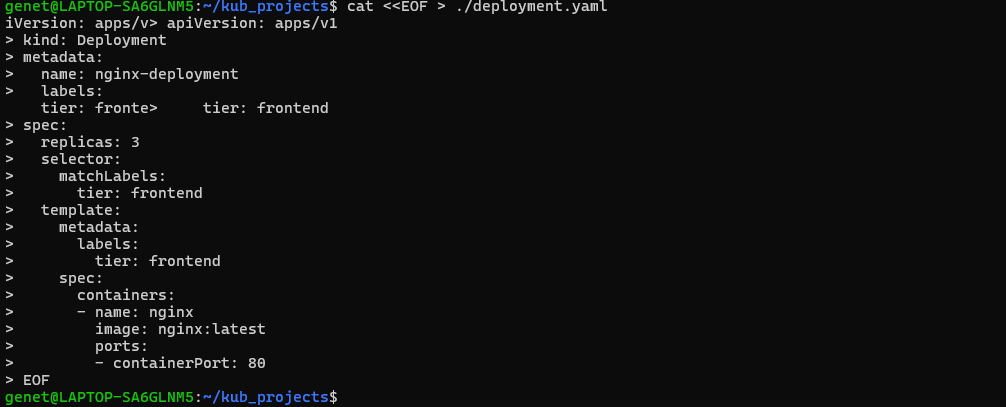 genet@LAPTOP-SA6GLNM5:~/kub_projects$ cat <<EOF > ./deployment.yaml
iVersion: apps/v> apiVersion: apps/v1
> kind: Deployment
> metadata:
>   name: nginx-deployment
>   labels:
    tier: fronte>     tier: frontend
> spec:
>   replicas: 3
>   selector:
>     matchLabels:
>       tier: frontend
>   template:
>     metadata:
>       labels:
>         tier: frontend
>     spec:
>       containers:
>       - name: nginx
>         image: nginx:latest
>         ports:
>         - containerPort: 80
> EOF
genet@LAPTOP-SA6GLNM5:~/kub_projects$